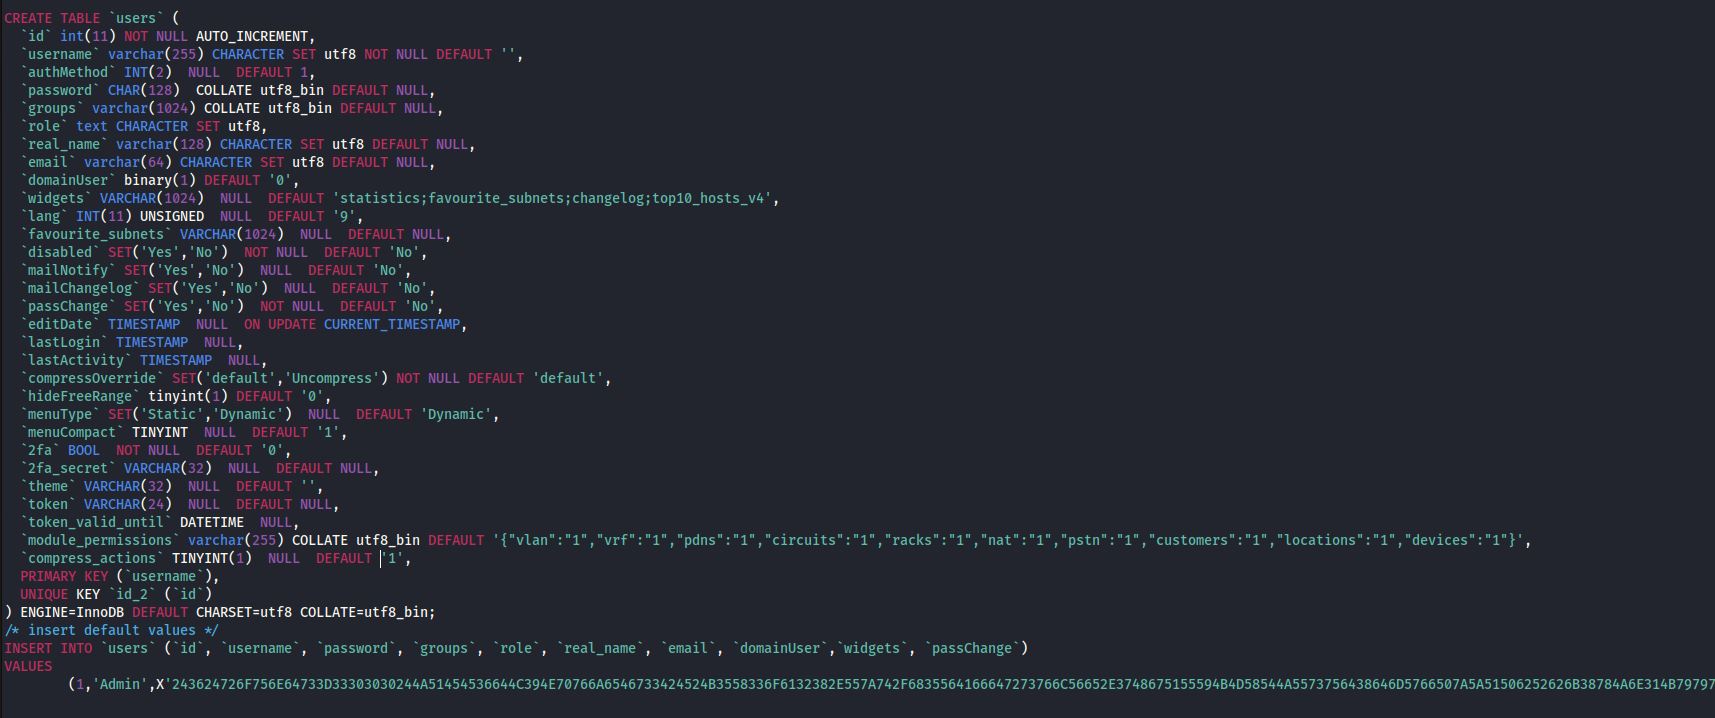 CREATE TABLE `users` (
  `id` int(11) NOT NULL AUTO_INCREMENT,
  `username` varchar(255) CHARACTER SET utf8 NOT NULL DEFAULT '',
  `authMethod` INT(2)  NULL  DEFAULT 1,
  `password` CHAR(128)  COLLATE utf8_bin DEFAULT NULL,
  `groups` varchar(1024) COLLATE utf8_bin DEFAULT NULL,
  `role` text CHARACTER SET utf8,
  `real_name` varchar(128) CHARACTER SET utf8 DEFAULT NULL,
  `email` varchar(64) CHARACTER SET utf8 DEFAULT NULL,
  `domainUser` binary(1) DEFAULT '0',
  `widgets` VARCHAR(1024)  NULL  DEFAULT 'statistics;favourite_subnets;changelog;top10_hosts_v4',
  `lang` INT(11) UNSIGNED  NULL  DEFAULT '9',
  `favourite_subnets` VARCHAR(1024)  NULL  DEFAULT NULL,
  `disabled` SET('Yes','No')  NOT NULL  DEFAULT 'No',
  `mailNotify` SET('Yes','No')  NULL  DEFAULT 'No',
  `mailChangelog` SET('Yes','No')  NULL  DEFAULT 'No',
  `passChange` SET('Yes','No')  NOT NULL  DEFAULT 'No',
  `editDate` TIMESTAMP  NULL  ON UPDATE CURRENT_TIMESTAMP,
  `lastLogin` TIMESTAMP  NULL,
  `lastActivity` TIMESTAMP  NULL,
  `compressOverride` SET('default','Uncompress') NOT NULL DEFAULT 'default',
  `hideFreeRange` tinyint(1) DEFAULT '0',
  `menuType` SET('Static','Dynamic')  NULL  DEFAULT 'Dynamic',
  `menuCompact` TINYINT  NULL  DEFAULT '1',
  `2fa` BOOL  NOT NULL  DEFAULT '0',
  `2fa_secret` VARCHAR(32)  NULL  DEFAULT NULL,
  `theme` VARCHAR(32)  NULL  DEFAULT '',
  `token` VARCHAR(24)  NULL  DEFAULT NULL,
  `token_valid_until` DATETIME  NULL,
  `module_permissions` varchar(255) COLLATE utf8_bin DEFAULT '{"vlan":"1","vrf":"1","pdns":"1","circuits":"1","racks":"1","nat":"1","pstn":"1","customers":"1","locations":"1","devices":"1"}',
  `compress_actions` TINYINT(1)  NULL  DEFAULT '1',
  PRIMARY KEY (`username`),
  UNIQUE KEY `id_2` (`id`)
) ENGINE=InnoDB DEFAULT CHARSET=utf8 COLLATE=utf8_bin;
/* insert default values */
INSERT INTO `users` (`id`, `username`, `password`, `groups`, `role`, `real_name`, `email`, `domainUser`,`widgets`, `passChange`)
VALUES
        (1,'Admin',X'243624726F756E64733D33303030244A51454536644C394E70766A6546733424524B3558336F6132382E557A742F6835564166647273766C56652E3748675155594B4D58544A5573756438646D5766507A5A51506252626B38784A6E314B79797